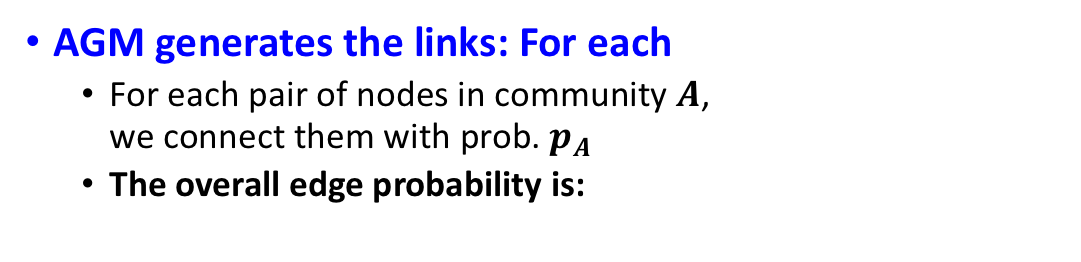 • AGM generates the links: For each
• For each pair of nodes in community A,
we connect them with prob. p_A
• The overall edge probability is: